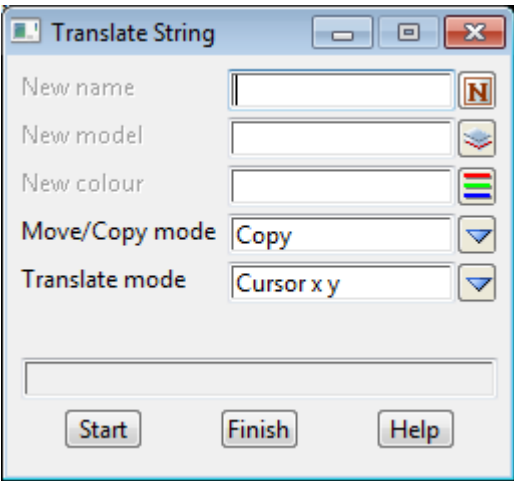 Translate String
New name N
New model
New colour
Move/Copy mode Copy
Translate mode Cursor x y
Start Finish Help